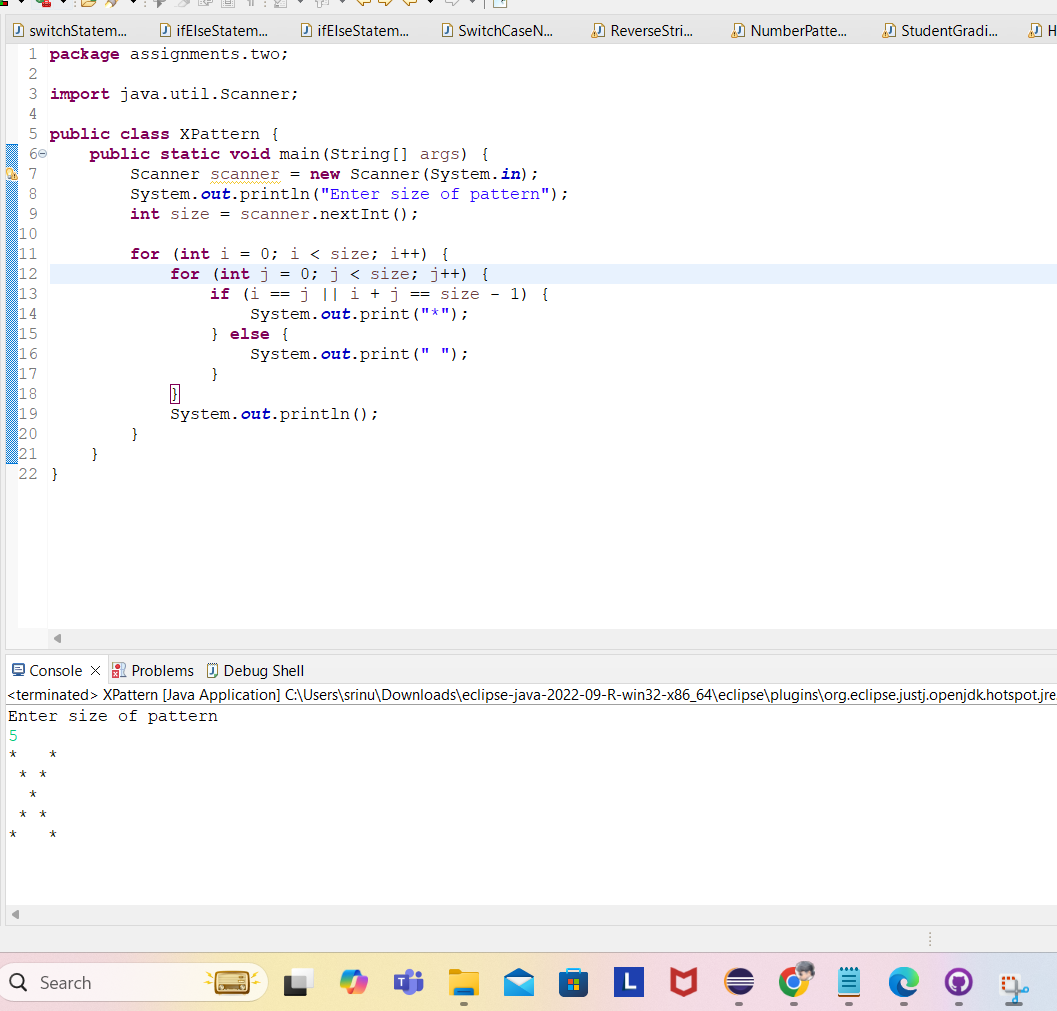 switchStatem... ifElseStatem... ifElseStatem... SwitchCaseN... ReverseStri... NumberPatte... StudentGradi... H
1 package assignments.two;
2
3 import java.util.Scanner;
4
5 public class XPattern {
6     public static void main(String[] args) {
7         Scanner scanner = new Scanner(System.in);
8         System.out.println("Enter size of pattern");
9         int size = scanner.nextInt();
10
11         for (int i = 0; i < size; i++) {
12             for (int j = 0; j < size; j++) {
13                 if (i == j || i + j == size - 1) {
14                     System.out.print("*");
15                 } else {
16                     System.out.print(" ");
17                 }
18             }
19             System.out.println();
20         }
21     }
22 }
Console Problems Debug Shell
<terminated> XPattern [Java Application] C:\Users\srinu\Downloads\eclipse-java-2022-09-R-win32-x86_64\eclipse\plugins\org.eclipse.justj.openjdk.hotspot.jre
Enter size of pattern
5
*   *
 * *
  *
 * *
*   *
Search T L